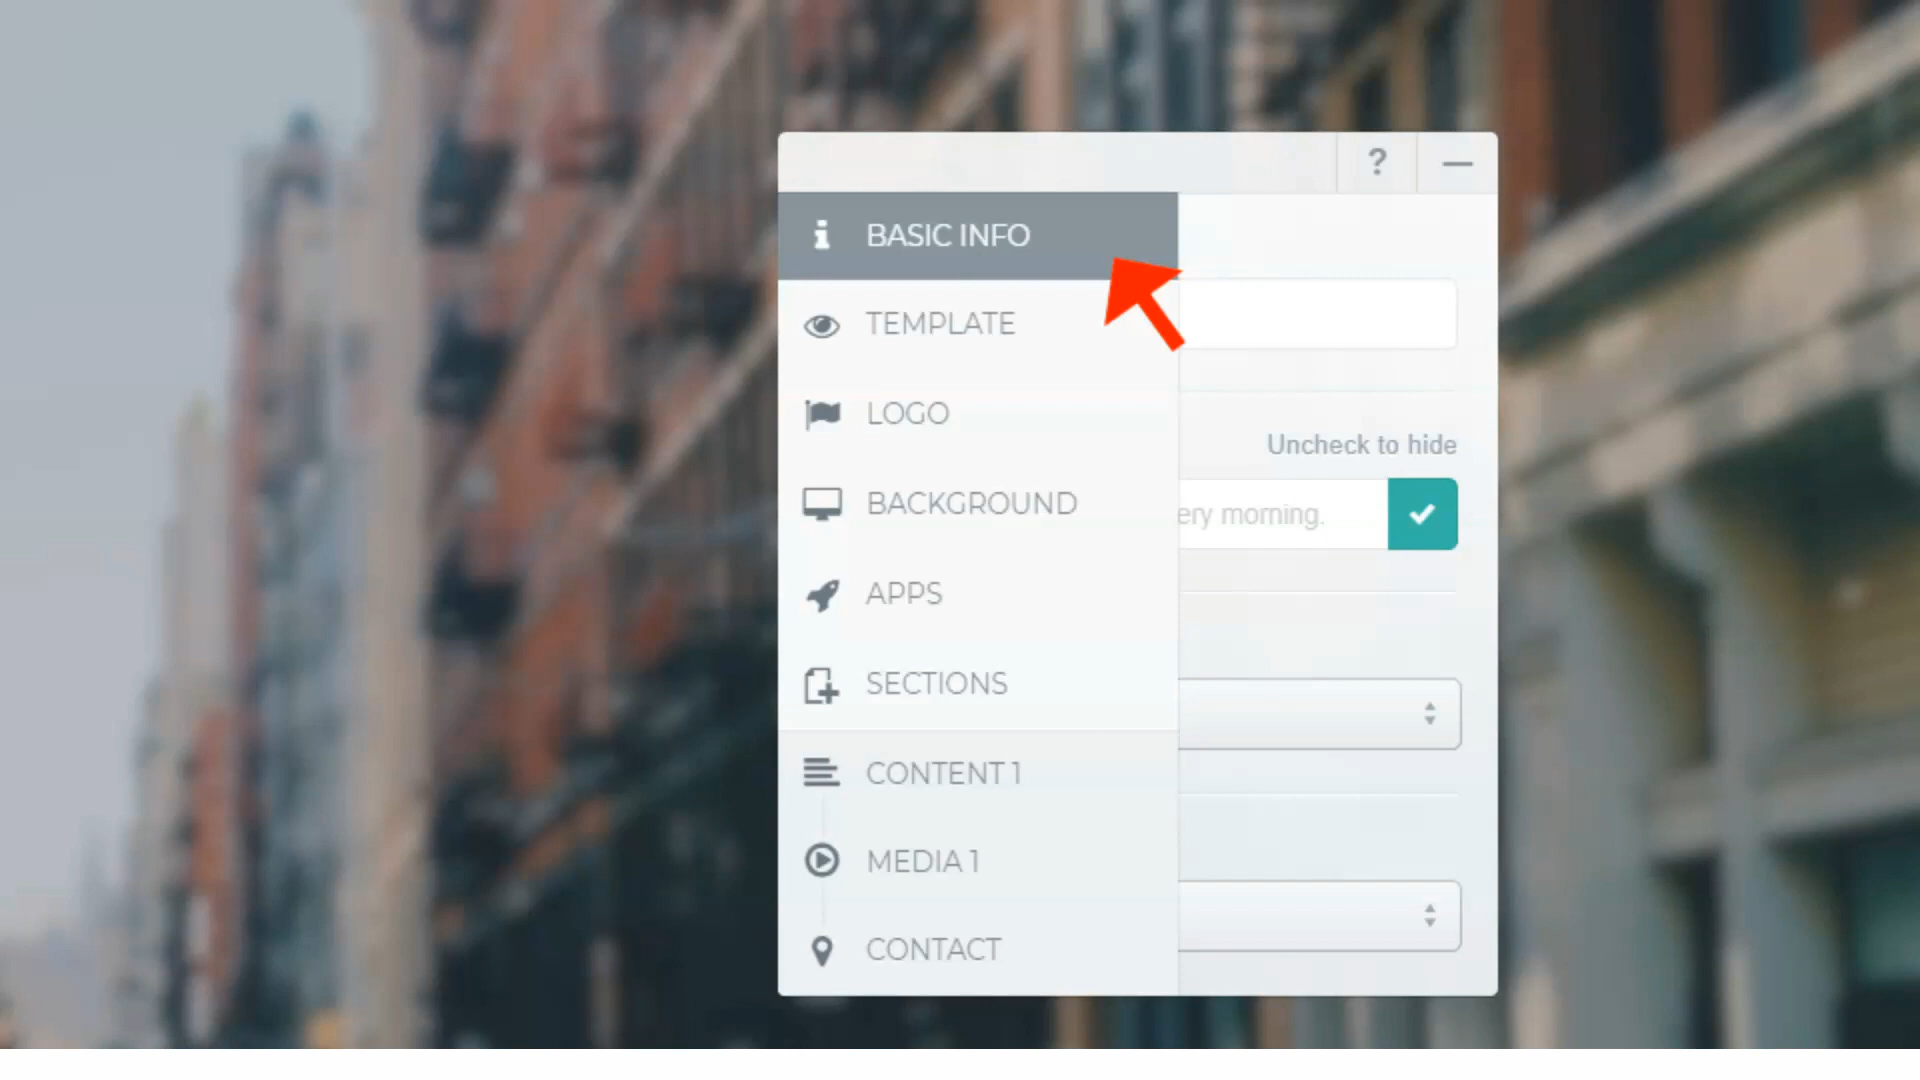 ?
BASIC INFO
TEMPLATE
LOGO
Uncheck to hide
BACKGROUND
ery morning.
APPS
SECTIONS
CONTENT 1
MEDIA 1
CONTACT